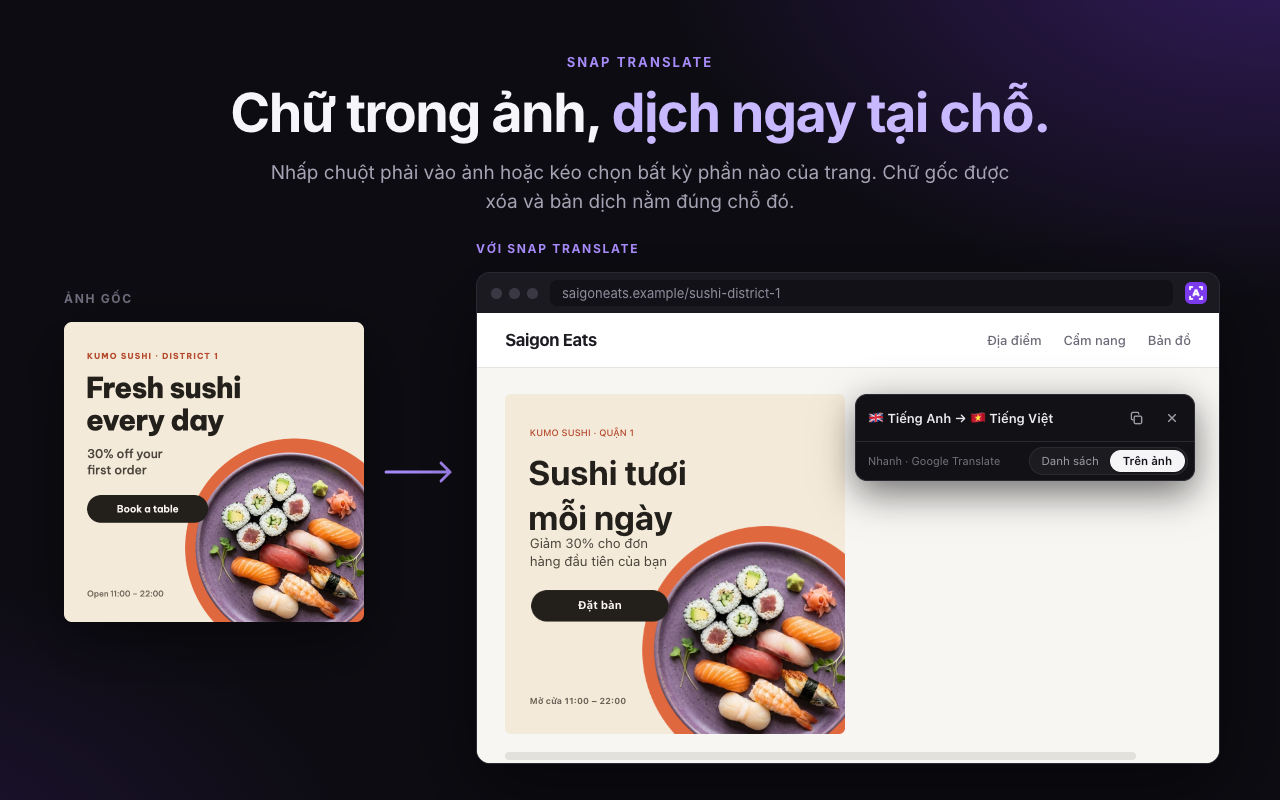 SNAP TRANSLATE
Chữ trong ảnh, dịch ngay tại chỗ.
Nhấp chuột phải vào ảnh hoặc kéo chọn bất kỳ phần nào của trang. Chữ gốc được
xóa và bản dịch nằm đúng chỗ đó.
ẢNH GỐC
KUMO SUSHI · DISTRICT 1
Fresh sushi
every day
30% off your
first order
Book a table
Open 11:00 – 22:00
VỚI SNAP TRANSLATE
saigoneats.example/sushi-district-1
Saigon Eats
Địa điểm
Cẩm nang
Bản đồ
KUMO SUSHI · QUẬN 1
Sushi tươi
mỗi ngày
Giảm 30% cho đơn
hàng đầu tiên của bạn
Đặt bàn
Mở cửa 11:00 – 22:00
Tiếng Anh → Tiếng Việt
Nhanh · Google Translate
Danh sách
Trên ảnh